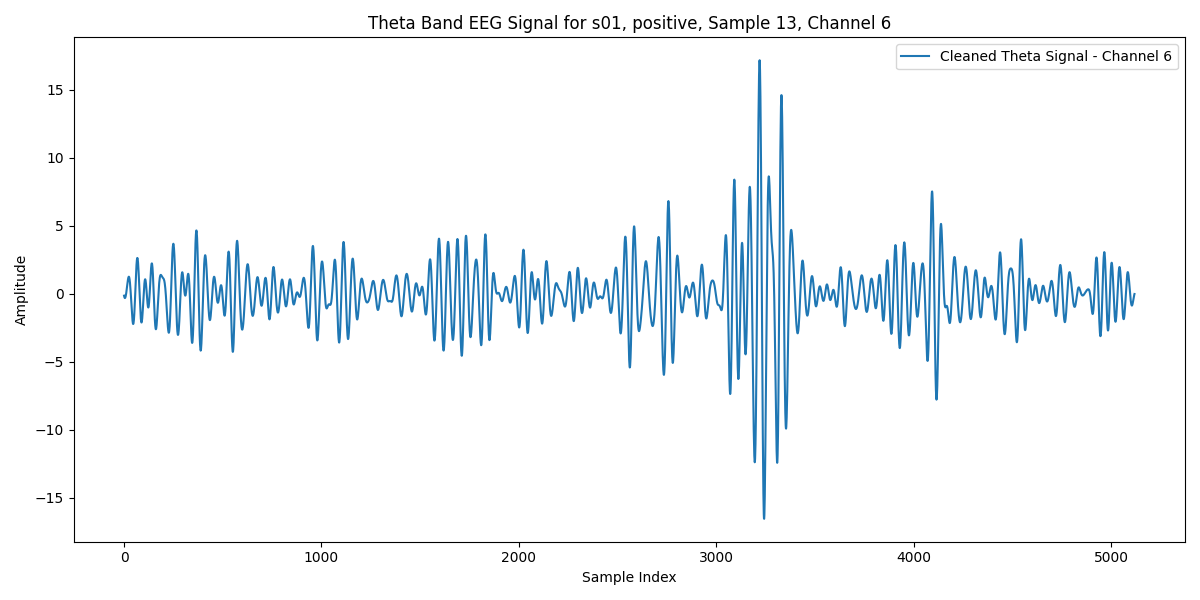 Theta Band EEG Signal for s01, positive, Sample 13, Channel 6
Cleaned Theta Signal - Channel 6
Amplitude
15
10
5
0
−5
−10
−15
0 1000 2000 3000 4000 5000
Sample Index